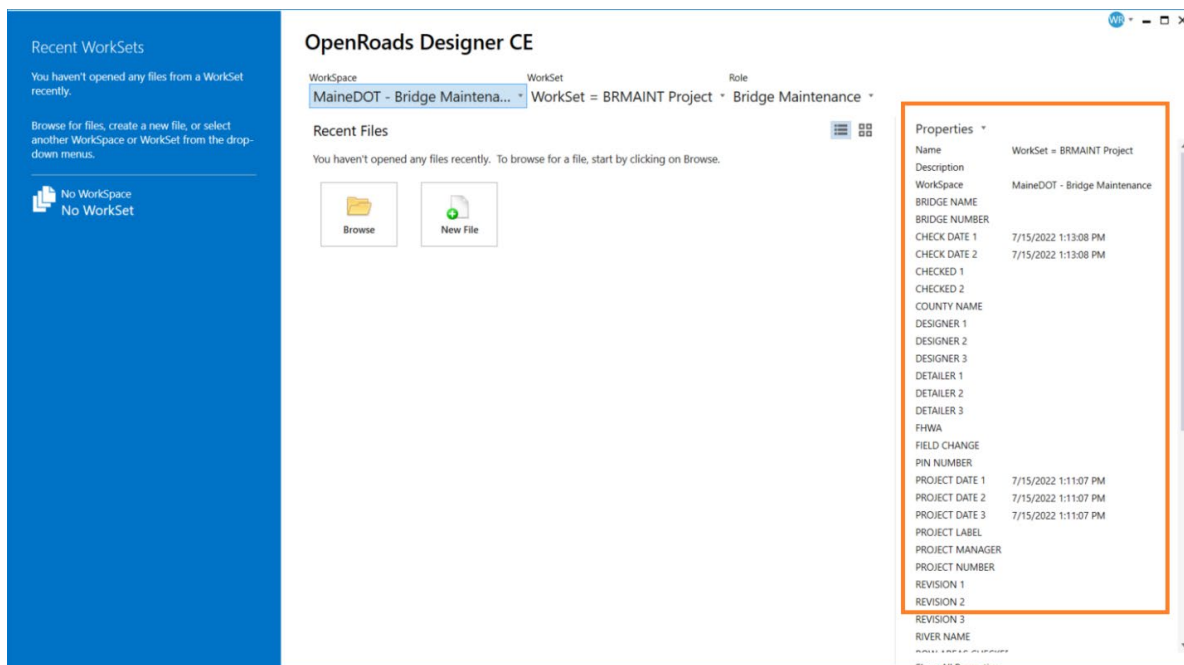 WR
Recent WorkSets
You haven't opened any files from a WorkSet
recently.
Browse for files, create a new file, or select
another WorkSpace or WorkSet from the drop-
down menus.
No WorkSpace
No WorkSet
OpenRoads Designer CE
WorkSpace WorkSet Role
MaineDOT - Bridge Maintena... WorkSet = BRMAINT Project Bridge Maintenance
Recent Files
You haven't opened any files recently. To browse for a file, start by clicking on Browse.
Browse New File
Properties
Name WorkSet = BRMAINT Project
Description
WorkSpace MaineDOT - Bridge Maintenance
BRIDGE NAME
BRIDGE NUMBER
CHECK DATE 1 7/15/2022 1:13:08 PM
CHECK DATE 2 7/15/2022 1:13:08 PM
CHECKED 1
CHECKED 2
COUNTY NAME
DESIGNER 1
DESIGNER 2
DESIGNER 3
DETAILER 1
DETAILER 2
DETAILER 3
FHWA
FIELD CHANGE
PIN NUMBER
PROJECT DATE 1 7/15/2022 1:11:07 PM
PROJECT DATE 2 7/15/2022 1:11:07 PM
PROJECT DATE 3 7/15/2022 1:11:07 PM
PROJECT LABEL
PROJECT MANAGER
PROJECT NUMBER
REVISION 1
REVISION 2
REVISION 3
RIVER NAME